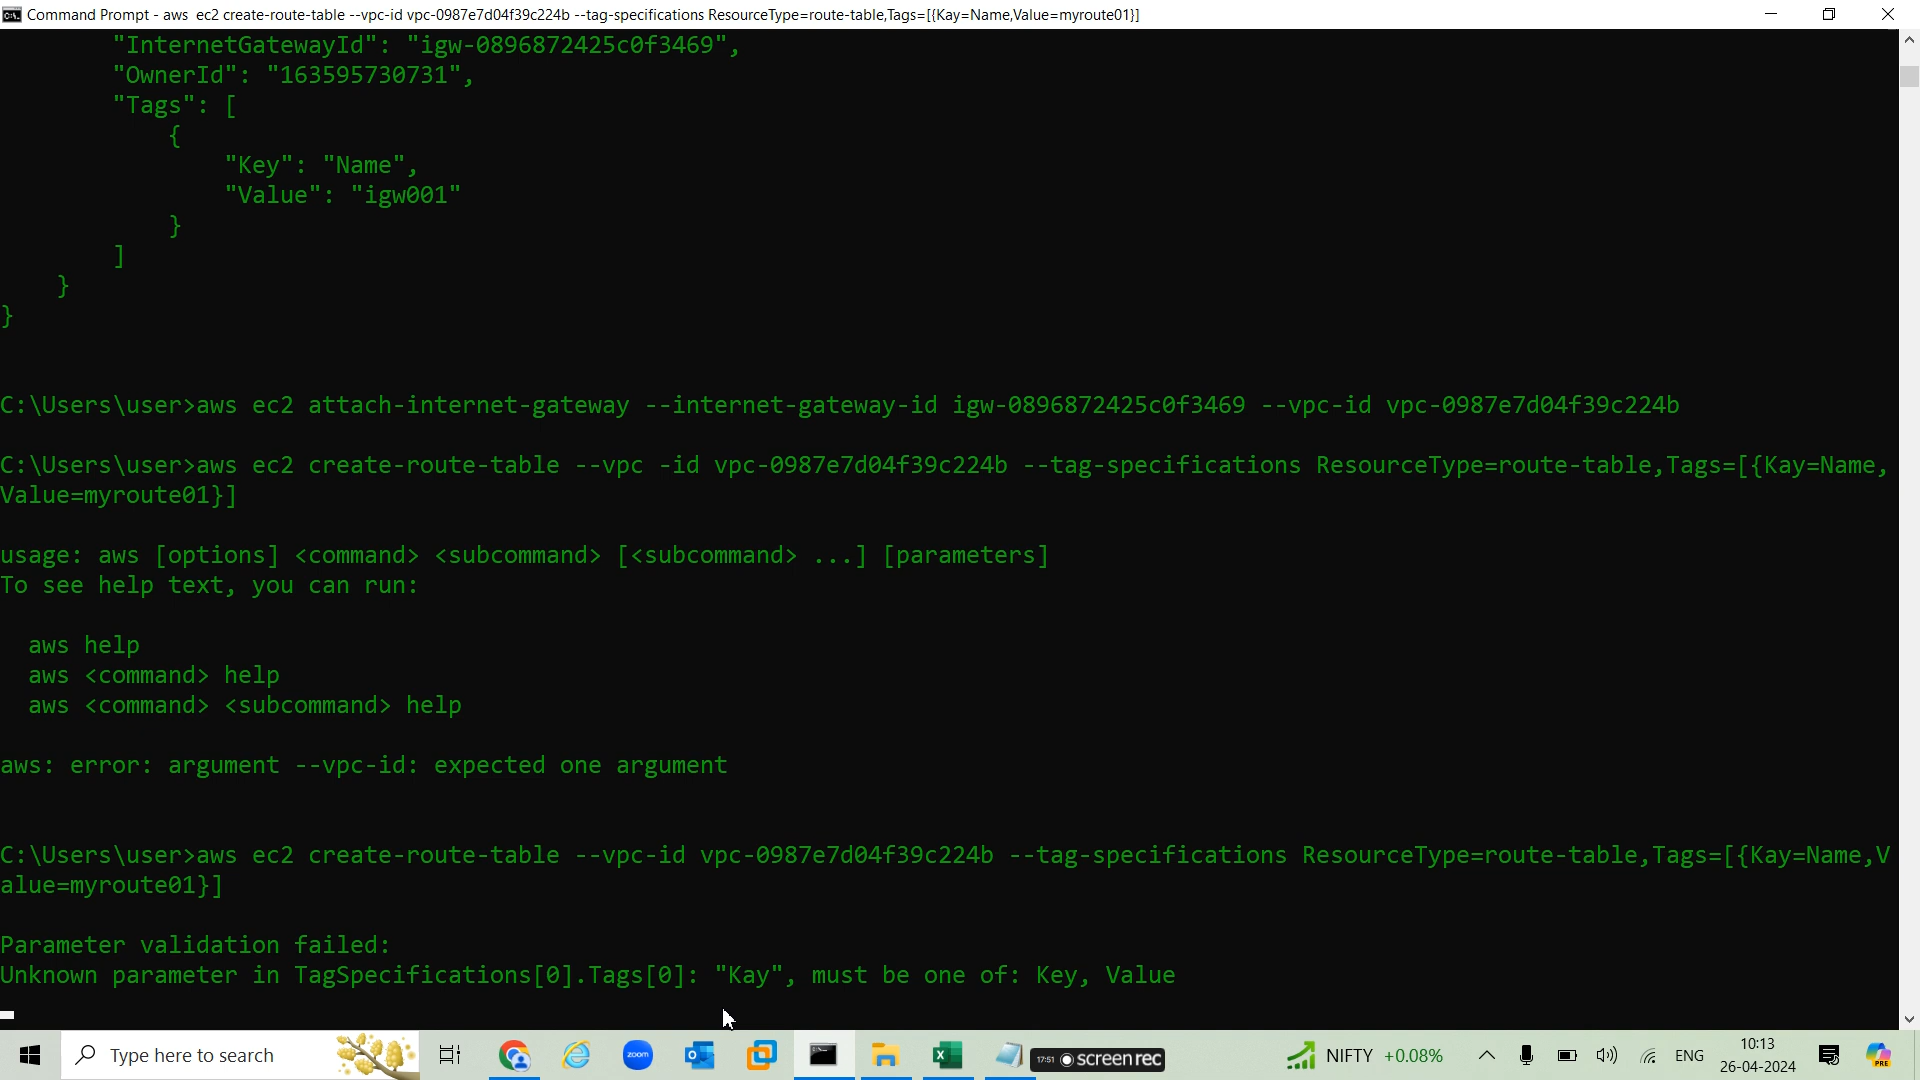 Command Prompt - aws  ec2 create-route-table --vpc-id vpc-0987e7d04f39c224b --tag-specifications ResourceType=route-table,Tags=[{Kay=Name,Value=myroute01}]
"InternetGatewayId": "igw-0896872425c0f3469",
"OwnerId": "163595730731",
"Tags": [
{
"Key": "Name",
"Value": "igw001"
}
]
}
}
C:\Users\user>aws ec2 attach-internet-gateway --internet-gateway-id igw-0896872425c0f3469 --vpc-id vpc-0987e7d04f39c224b
C:\Users\user>aws ec2 create-route-table --vpc -id vpc-0987e7d04f39c224b --tag-specifications ResourceType=route-table,Tags=[{Kay=Name,
Value=myroute01}]
usage: aws [options] <command> <subcommand> [<subcommand> ...] [parameters]
To see help text, you can run:
aws help
aws <command> help
aws <command> <subcommand> help
aws: error: argument --vpc-id: expected one argument
C:\Users\user>aws ec2 create-route-table --vpc-id vpc-0987e7d04f39c224b --tag-specifications ResourceType=route-table,Tags=[{Kay=Name,V
alue=myroute01}]
Parameter validation failed:
Unknown parameter in TagSpecifications[0].Tags[0]: "Kay", must be one of: Key, Value
Type here to search
zoom
17:51 screenrec
NIFTY +0.08%
ENG
10:13
26-04-2024
PRE